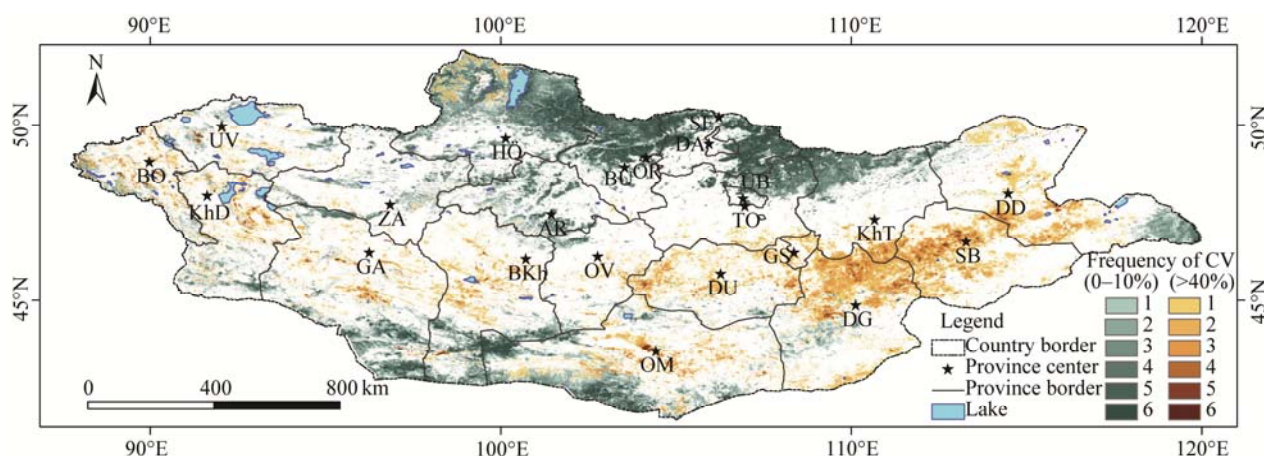 90°E 100°E 110°E 120°E
N
50°N 50°N
45°N 45°N
UV
BO
KhD
ZA
GA
HÖ
BU
OR
DA
SE
UB
TO
AR
BKh
OV
DU
GS
KhT
DD
SB
DG
OM
Frequency of CV
(0–10%) (>40%)
1 1
2 2
3 3
4 4
5 5
6 6
Legend
Country border
Province center
Province border
Lake
0 400 800 km
90°E 100°E 110°E 120°E